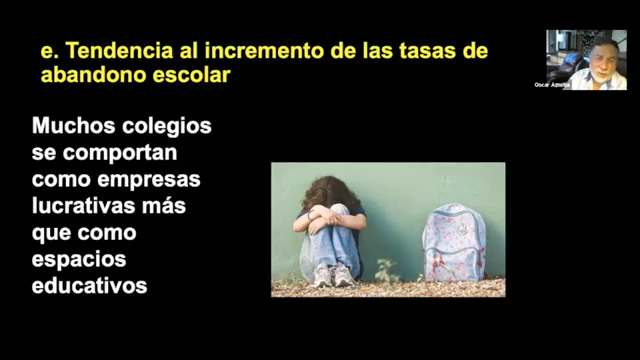 e. Tendencia al incremento de las tasas de
abandono escolar
Muchos colegios
se comportan
como empresas
lucrativas más
que como
espacios
educativos
Oscar